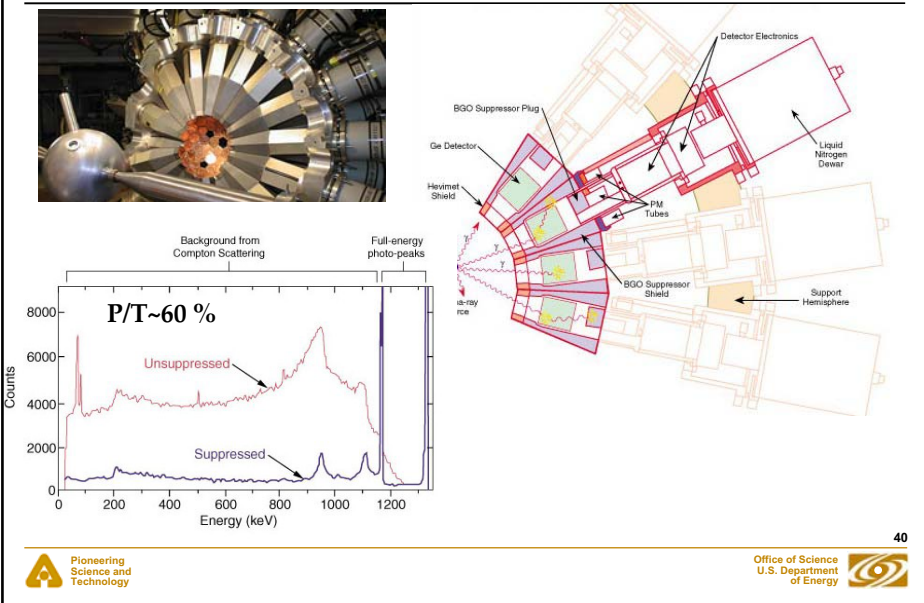 Detector Electronics
BGO Suppressor Plug
Ge Detector
Hevimet
Shield
PM
Tubes
Liquid
Nitrogen
Dewar
γ
γ
γ
BGO Suppressor
Shield
Support
Hemisphere
Background from
Compton Scattering
Full-energy
photo-peaks
P/T~60 %
Unsuppressed
Suppressed
Counts
8000
6000
4000
2000
0
0 200 400 600 800 1000 1200
Energy (keV)
40
Pioneering
Science and
Technology
Office of Science
U.S. Department
of Energy